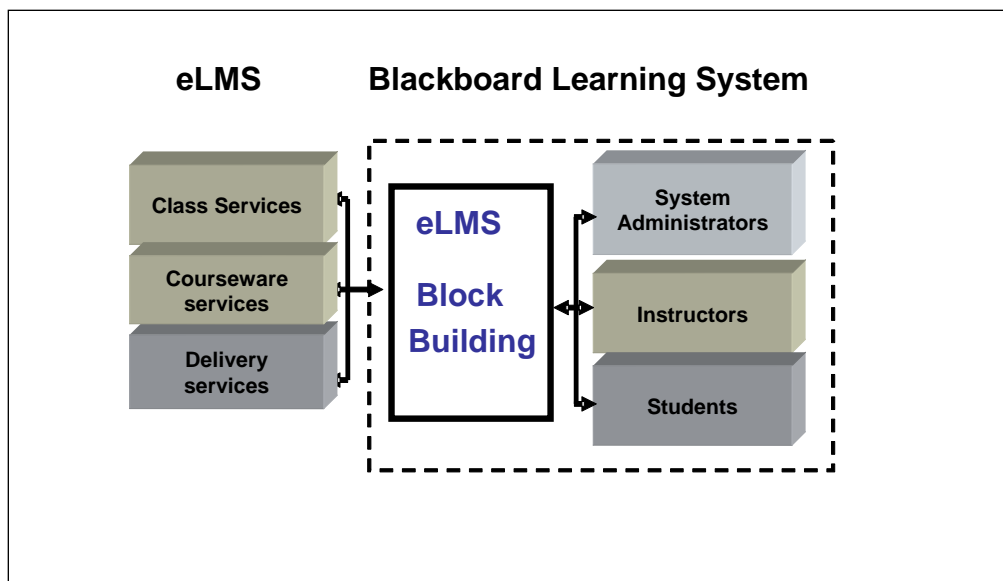 eLMS
Blackboard Learning System
Class Services
Courseware
services
Delivery
services
eLMS
Block
Building
System
Administrators
Instructors
Students